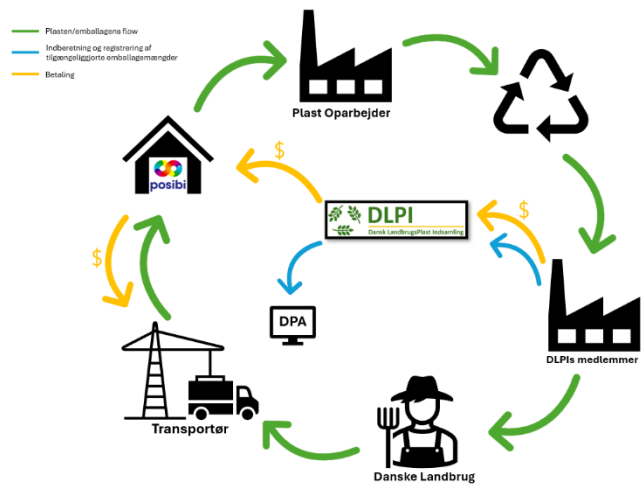 Plasten/emballagens flow
Indberetning og registrering af
tilgængeliggjorte emballagemængder
Betaling
Plast Oparbejder
posibi
$
$
$
DLPI
Dansk LandbrugsPlast Indsamling
DPA
DLPIs medlemmer
Transportør
Danske Landbrug